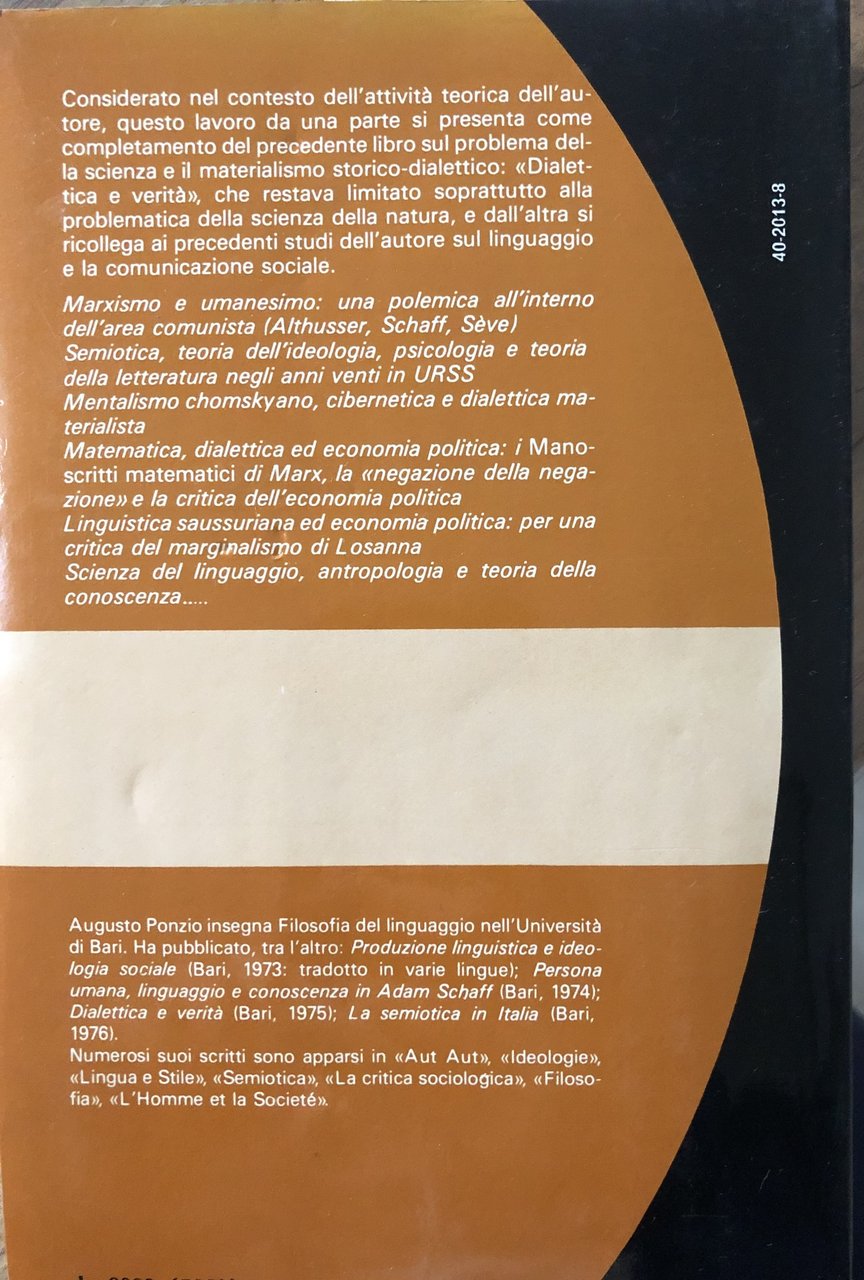 Considerato nel contesto dell'attività teorica dell'au-
tore, questo lavoro da una parte si presenta come
completamento del precedente libro sul problema del-
la scienza e il materialismo storico-dialettico: «Dialet-
tica e verità», che restava limitato soprattutto alla
problematica della scienza della natura, e dall'altra si
ricollega ai precedenti studi dell'autore sul linguaggio
e la comunicazione sociale.
Marxismo e umanesimo: una polemica all'interno
dell'area comunista (Althusser, Schaff, Sève)
Semiotica, teoria dell'ideologia, psicologia e teoria
della letteratura negli anni venti in URSS
Mentalismo chomskyano, cibernetica e dialettica ma-
terialista
Matematica, dialettica ed economia politica: i Mano-
scritti matematici di Marx, la «negazione della nega-
zione» e la critica dell'economia politica
Linguistica saussuriana ed economia politica: per una
critica del marginalismo di Losanna
Scienza del linguaggio, antropologia e teoria della
conoscenza.....
40-2013-8
Augusto Ponzio insegna Filosofia del linguaggio nell'Università
di Bari. Ha pubblicato, tra l'altro: Produzione linguistica e ideo-
logia sociale (Bari, 1973: tradotto in varie lingue); Persona
umana, linguaggio e conoscenza in Adam Schaff (Bari, 1974);
Dialettica e verità (Bari, 1975); La semiotica in Italia (Bari,
1976).
Numerosi suoi scritti sono apparsi in «Aut Aut», «Ideologie»,
«Lingua e Stile», «Semiotica», «La critica sociologica», «Filoso-
fia», «L'Homme et la Societé».